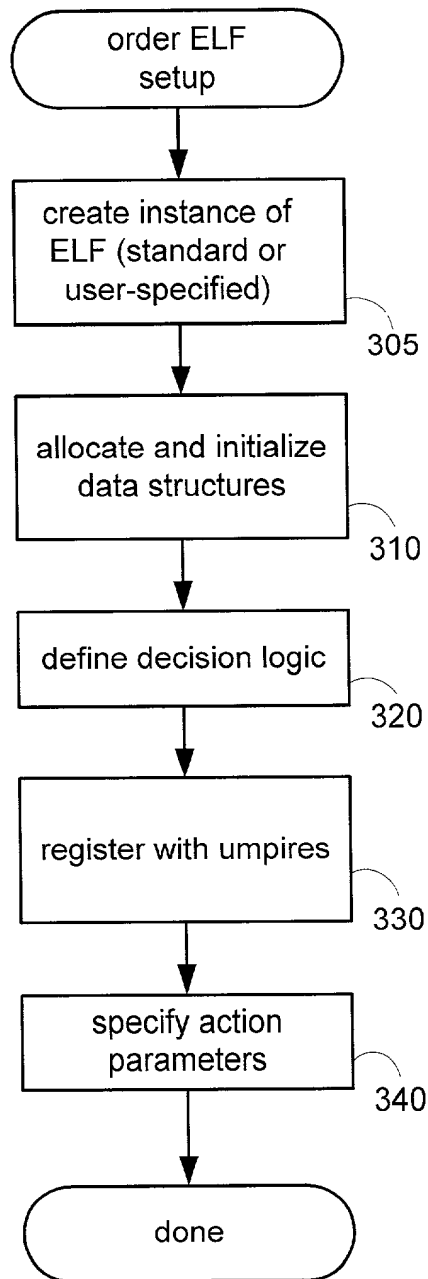 order ELF
setup
create instance of
ELF (standard or
user-specified)
305
allocate and initialize
data structures
310
define decision logic
320
register with umpires
330
specify action
parameters
340
done